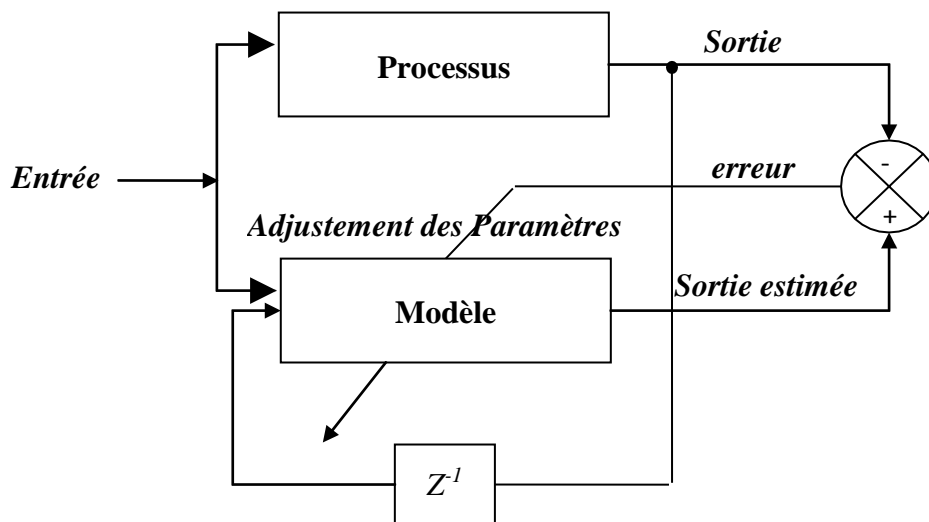 Sortie
Processus
-
erreur
Entrée
+
Adjustement des Paramètres
Sortie estimée
Modèle
Z-1